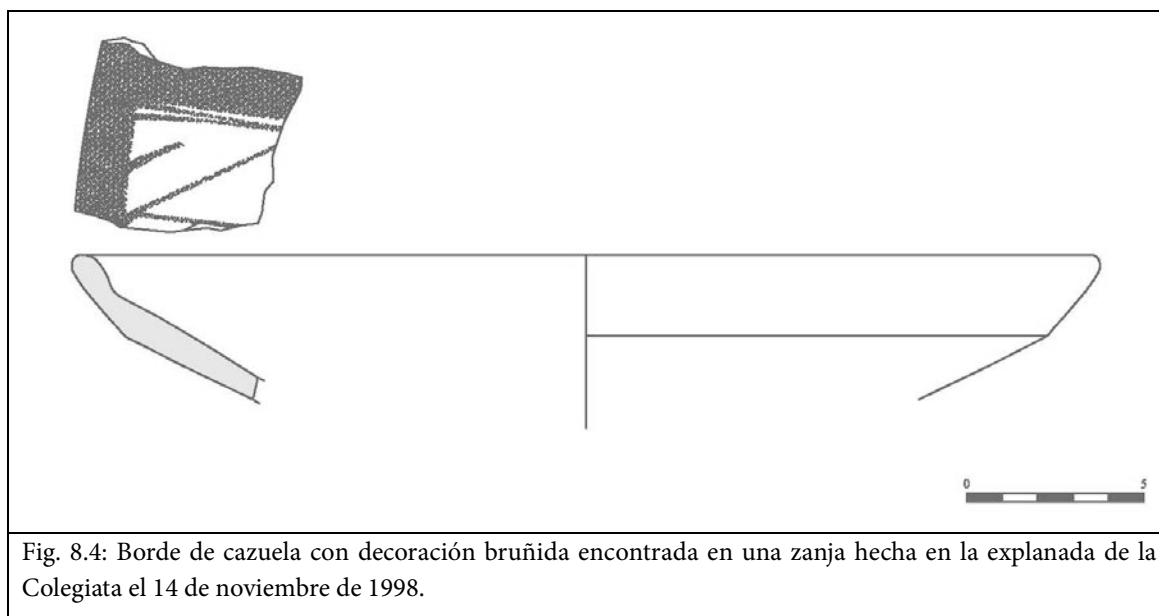 0 5
Fig. 8.4: Borde de cazuela con decoración bruñida encontrada en una zanja hecha en la explanada de la
Colegiata el 14 de noviembre de 1998.